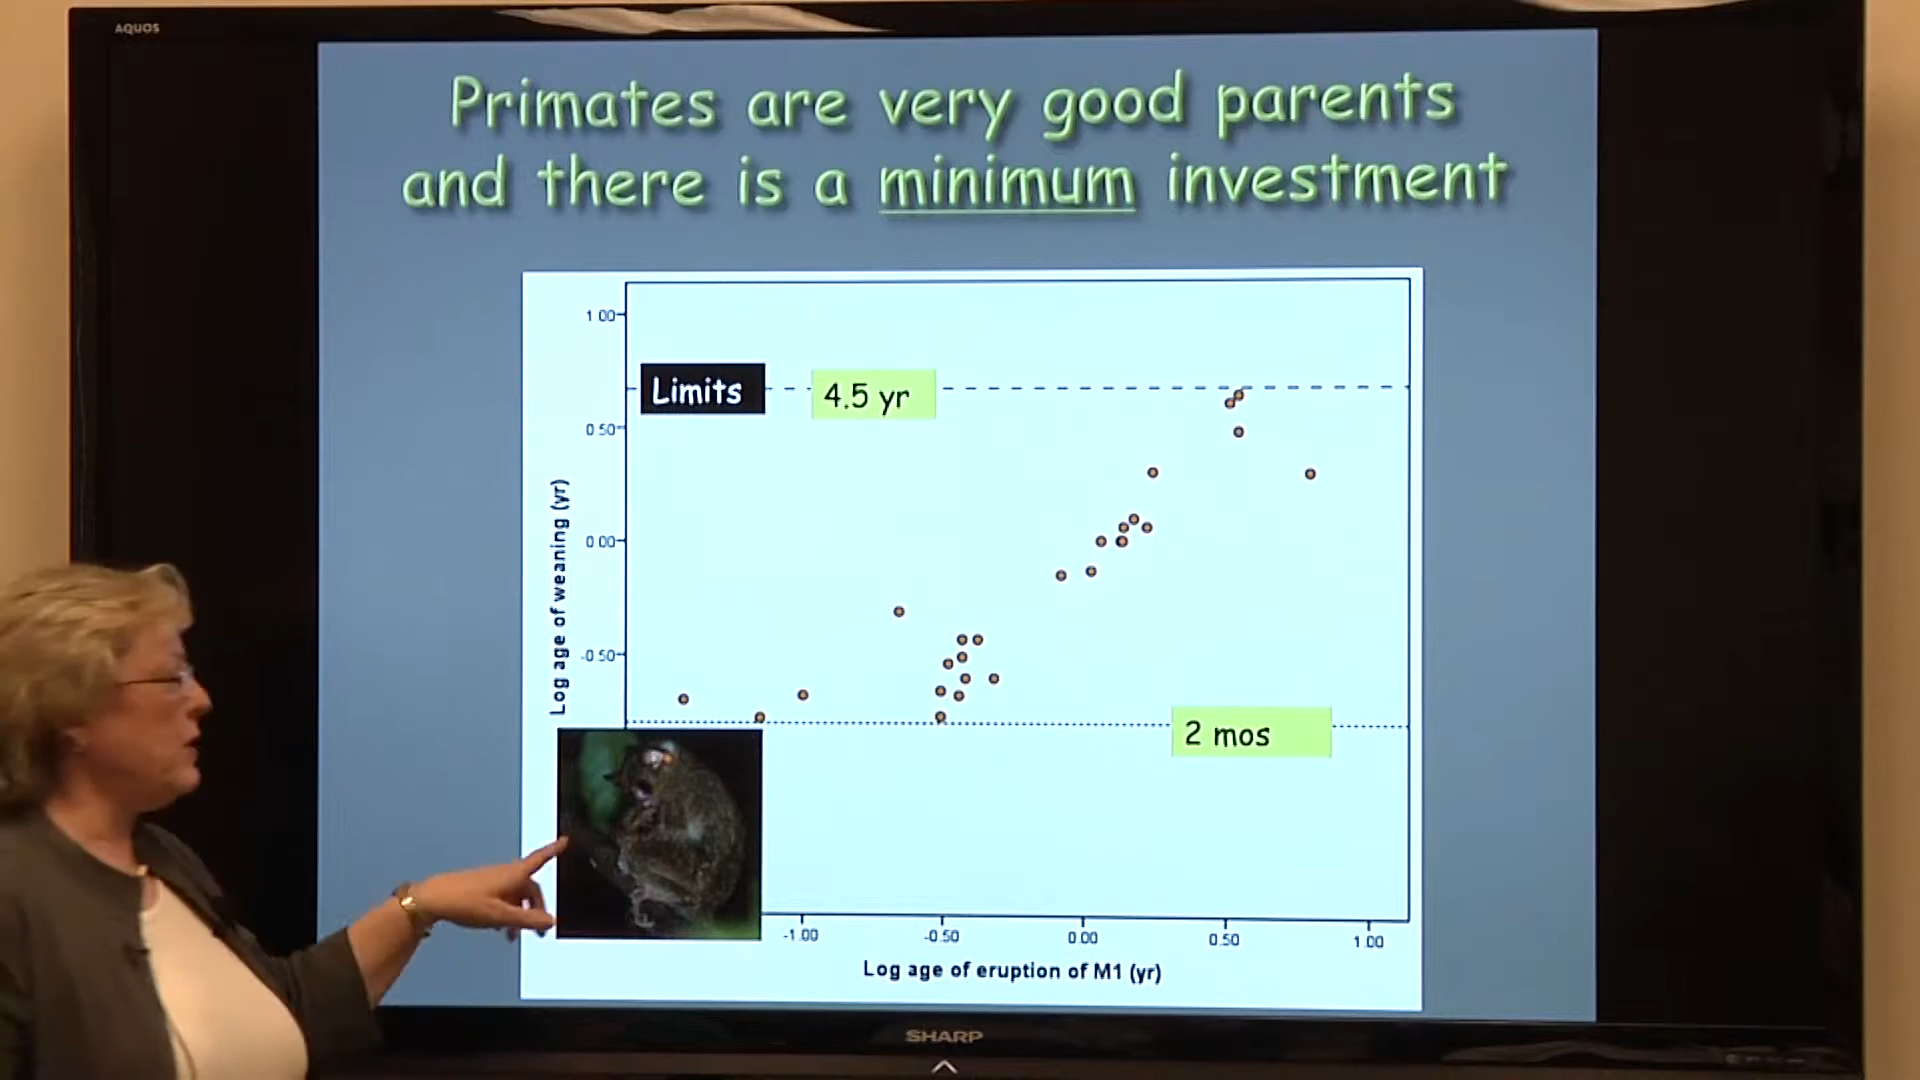 AQUOS
Primates are very good parents
and there is a minimum investment
1.00
Limits
4.5 yr
0.50
0.00
-0.50
Log age of weaning (yr)
2 mos
-1.00
-0.50
0.00
0.50
1.00
Log age of eruption of M1 (yr)
SHARP